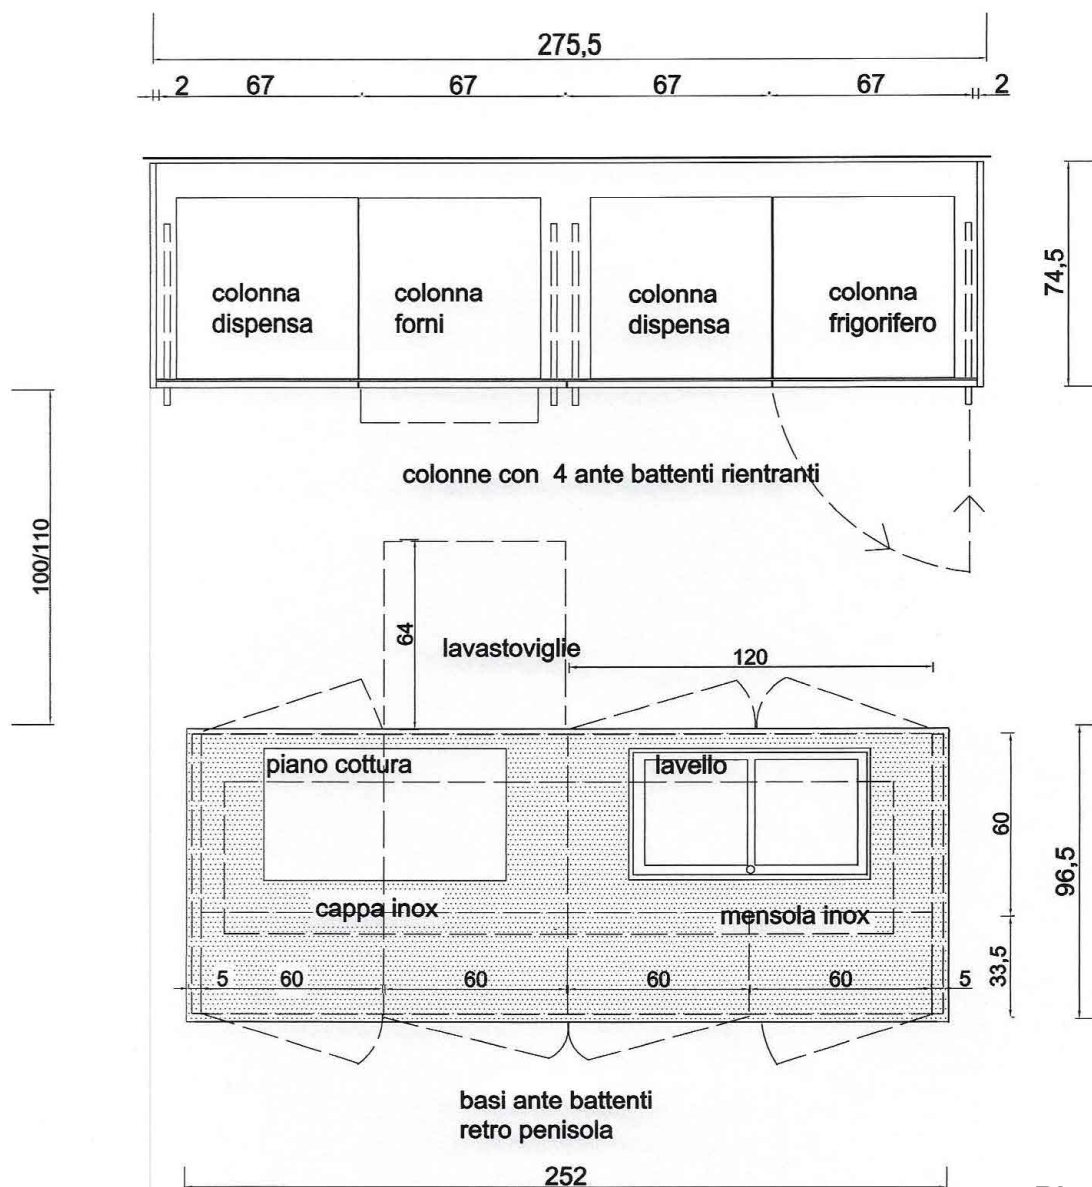 275,5
2 67 67 67 67 2
74,5
colonna
dispensa
colonna
forni
colonna
dispensa
colonna
frigorifero
colonne con 4 ante battenti rientranti
100/110
64
lavastoviglie
120
piano cottura
lavello
60
96,5
cappa inox
mensola inox
33,5
5 60 60 60 60 5
basi ante battenti
retro penisola
252